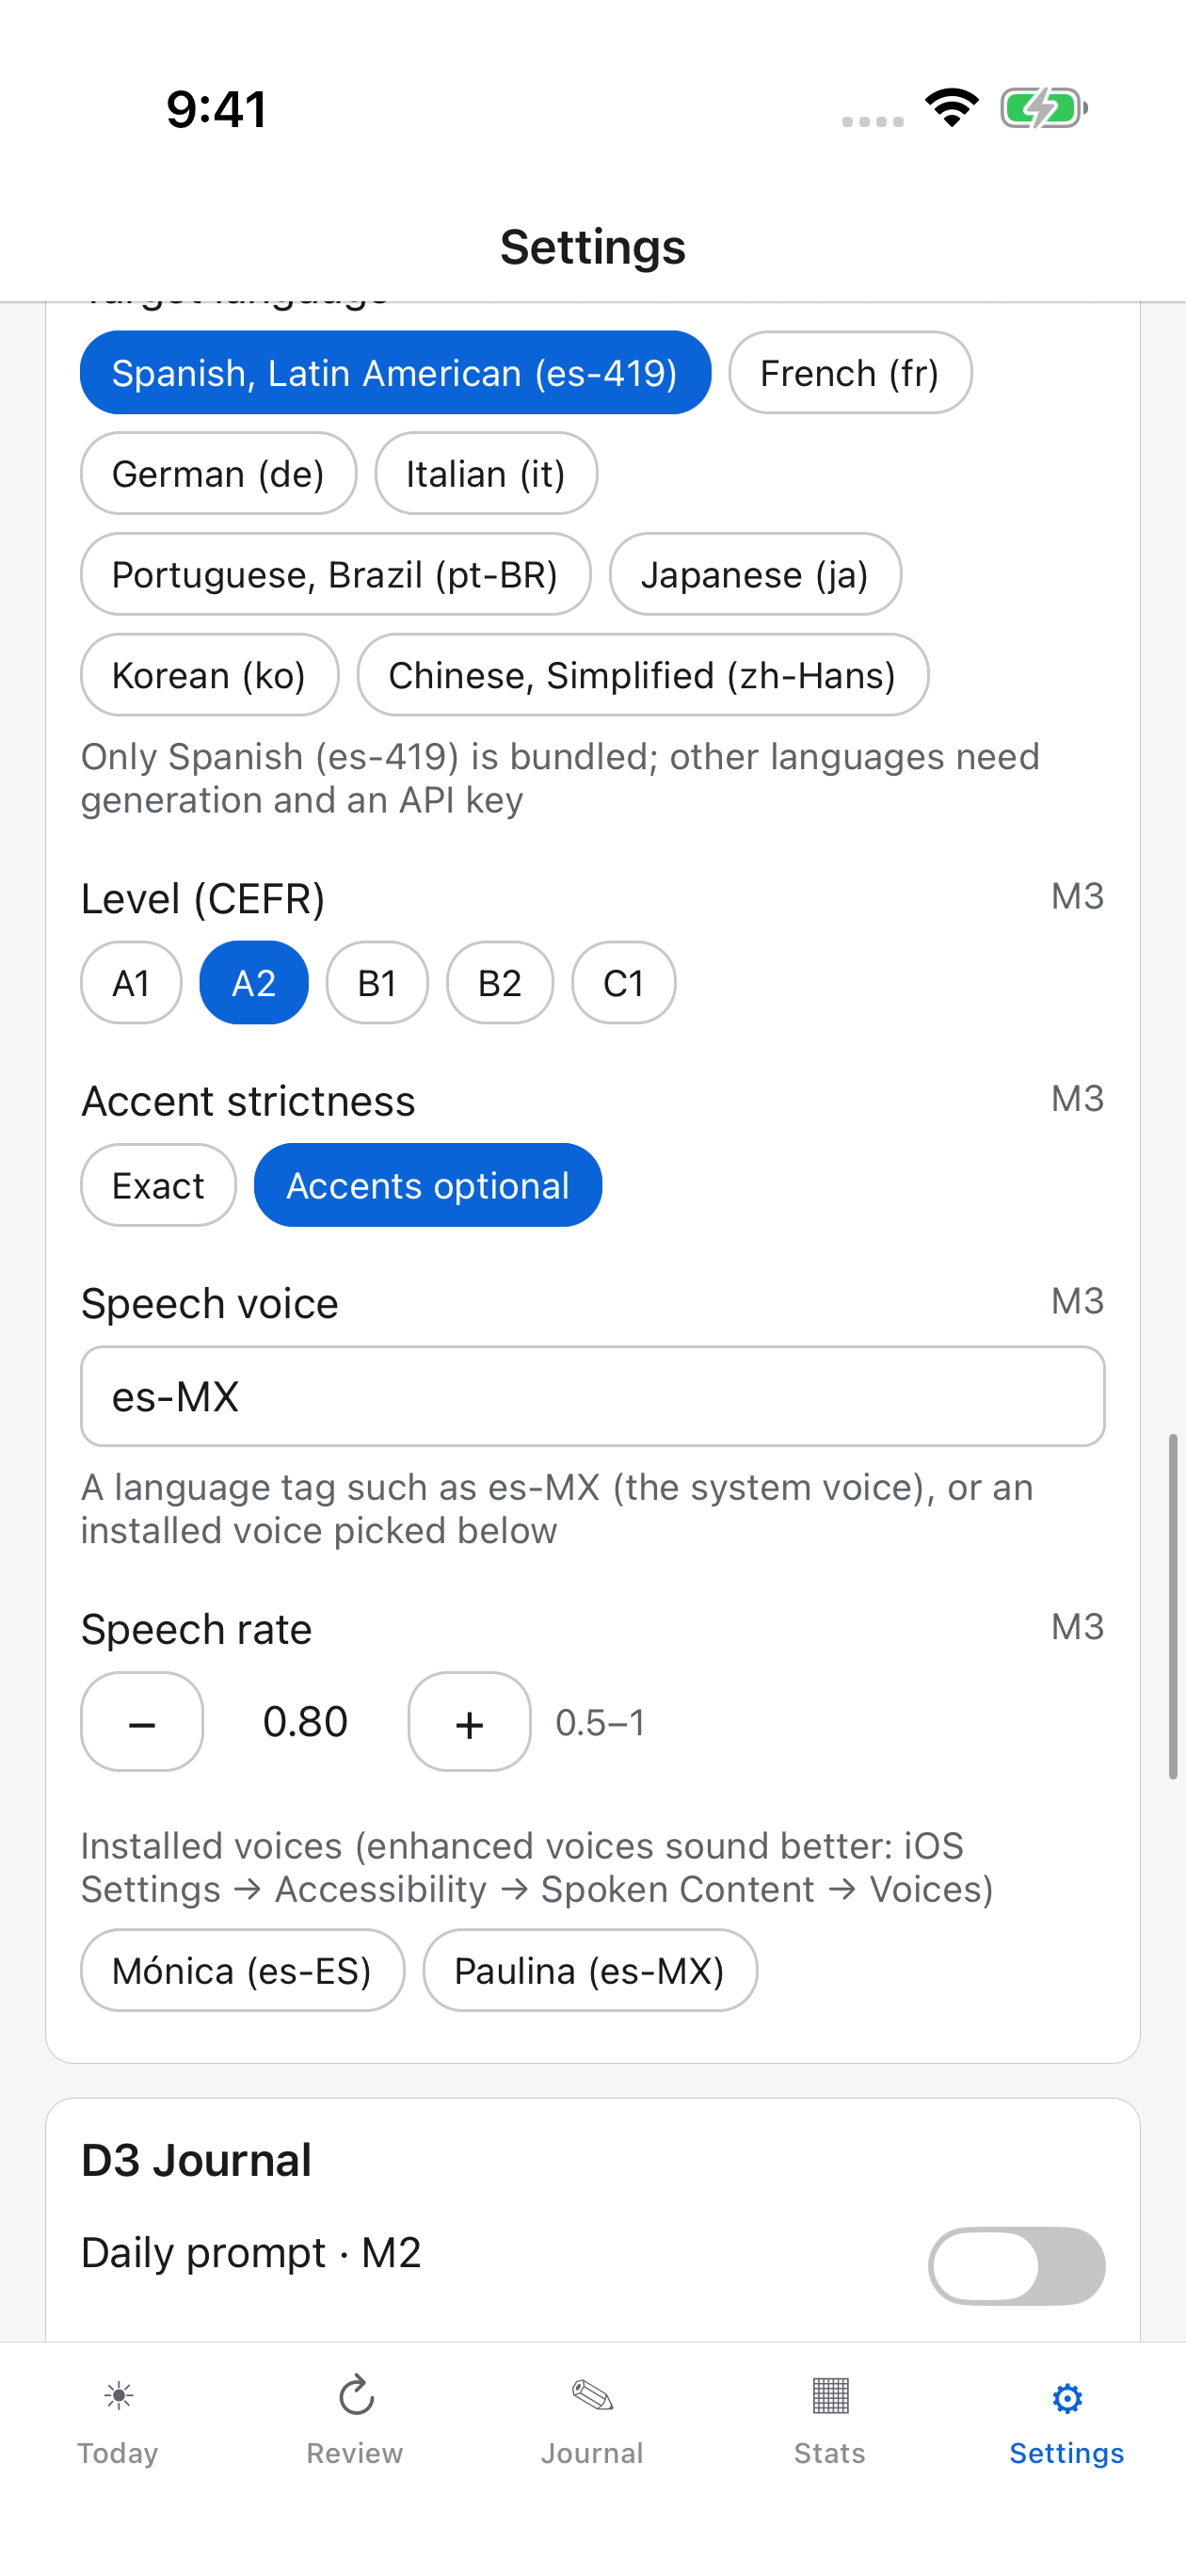 9:41
Settings
Target language
Spanish, Latin American (es-419)
French (fr)
German (de)
Italian (it)
Portuguese, Brazil (pt-BR)
Japanese (ja)
Korean (ko)
Chinese, Simplified (zh-Hans)
Only Spanish (es-419) is bundled; other languages need
generation and an API key
Level (CEFR)
M3
A1
A2
B1
B2
C1
Accent strictness
M3
Exact
Accents optional
Speech voice
M3
es-MX
A language tag such as es-MX (the system voice), or an
installed voice picked below
Speech rate
M3
−
0.80
+
0.5–1
Installed voices (enhanced voices sound better: iOS
Settings → Accessibility → Spoken Content → Voices)
Mónica (es-ES)
Paulina (es-MX)
D3 Journal
Daily prompt · M2
Today
Review
Journal
Stats
Settings